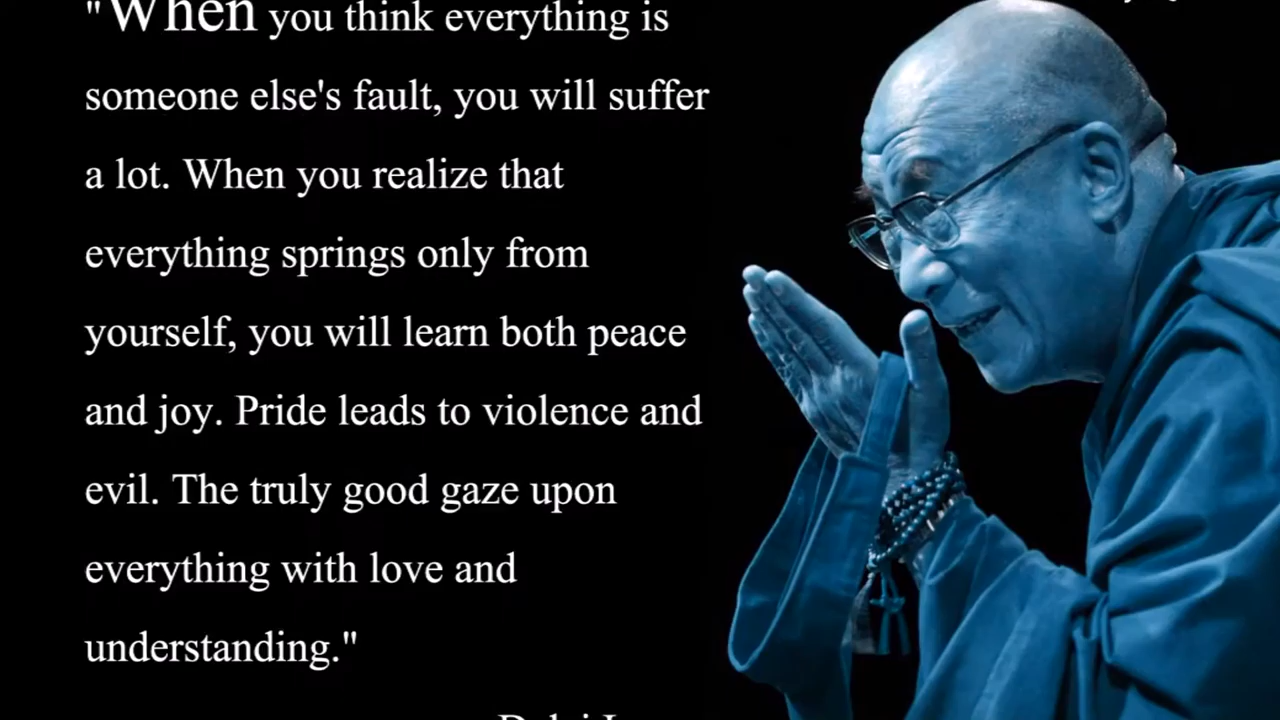 "When you think everything is
someone else's fault, you will suffer
a lot. When you realize that
everything springs only from
yourself, you will learn both peace
and joy. Pride leads to violence and
evil. The truly good gaze upon
everything with love and
understanding."